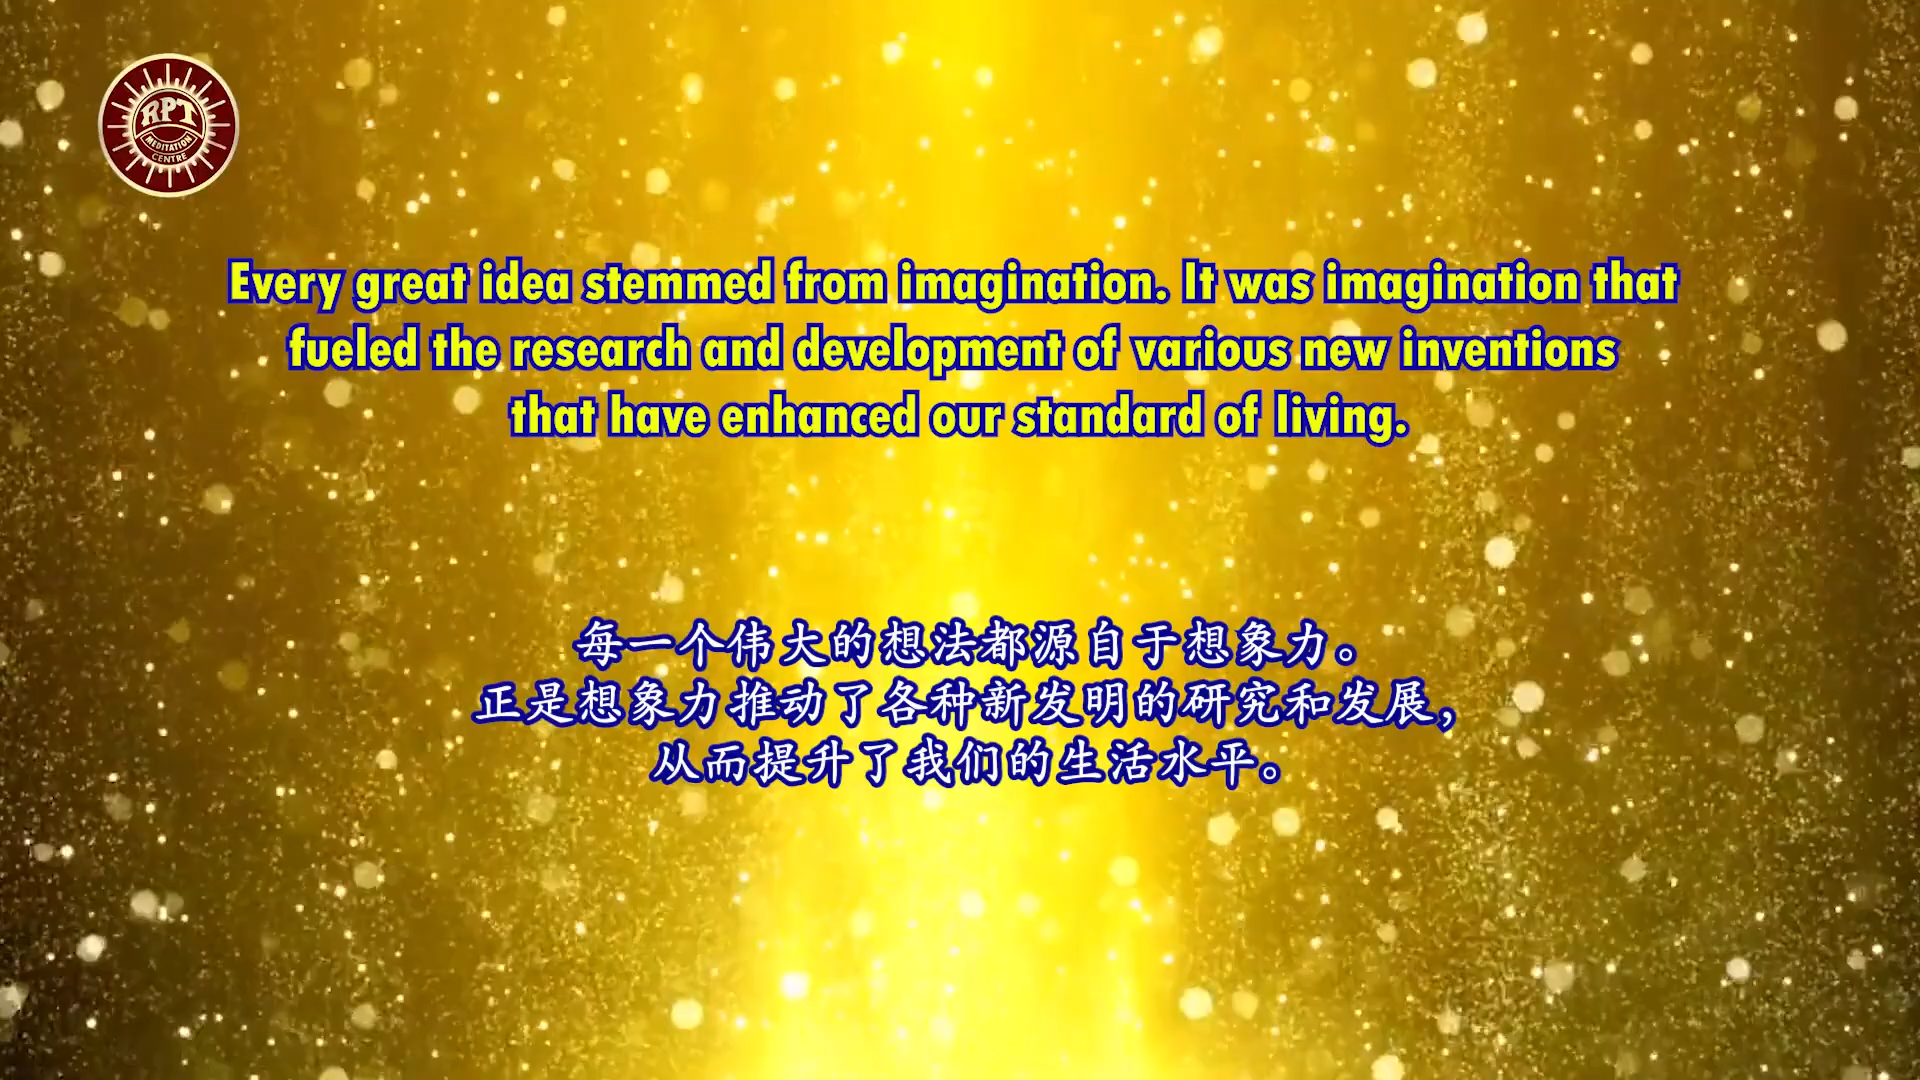 RPT
MEDITATION
CENTRE
Every great idea stemmed from imagination. It was imagination that
fueled the research and development of various new inventions
that have enhanced our standard of living.
每一个伟大的想法都源自于想象力。
正是想象力推动了各种新发明的研究和发展，
从而提升了我们的生活水平。